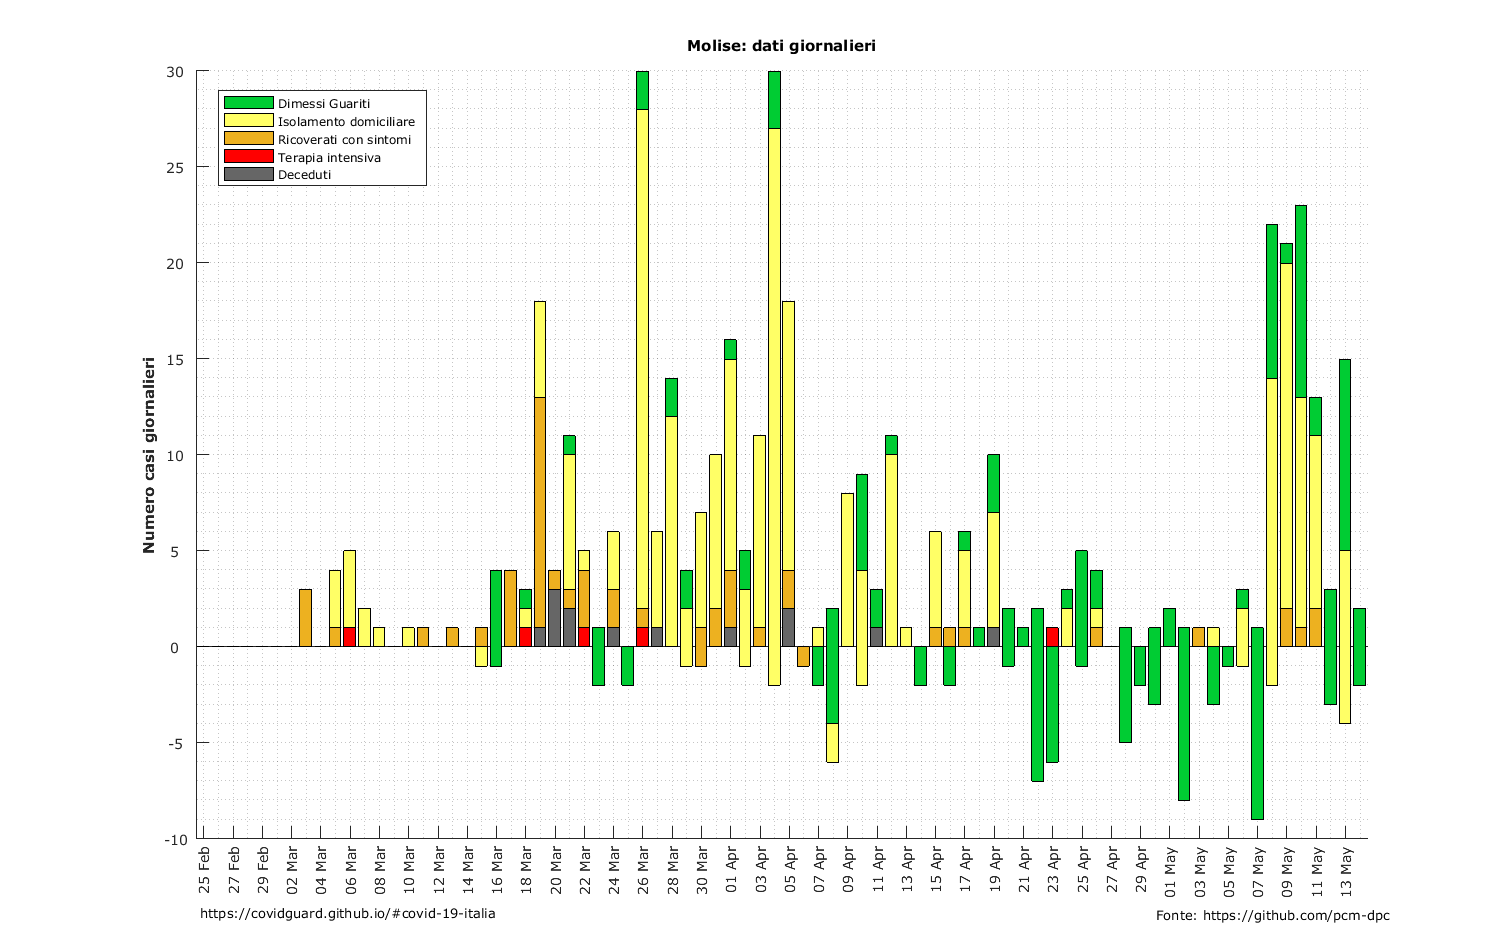 Molise: dati giornalieri
Dimessi Guariti
Isolamento domiciliare
Ricoverati con sintomi
Terapia intensiva
Deceduti
Numero casi giornalieri
30
25
20
15
10
5
0
-5
-10
25 Feb
27 Feb
29 Feb
02 Mar
04 Mar
06 Mar
08 Mar
10 Mar
12 Mar
14 Mar
16 Mar
18 Mar
20 Mar
22 Mar
24 Mar
26 Mar
28 Mar
30 Mar
01 Apr
03 Apr
05 Apr
07 Apr
09 Apr
11 Apr
13 Apr
15 Apr
17 Apr
19 Apr
21 Apr
23 Apr
25 Apr
27 Apr
29 Apr
01 May
03 May
05 May
07 May
09 May
11 May
13 May
https://covidguard.github.io/#covid-19-italia
Fonte: https://github.com/pcm-dpc